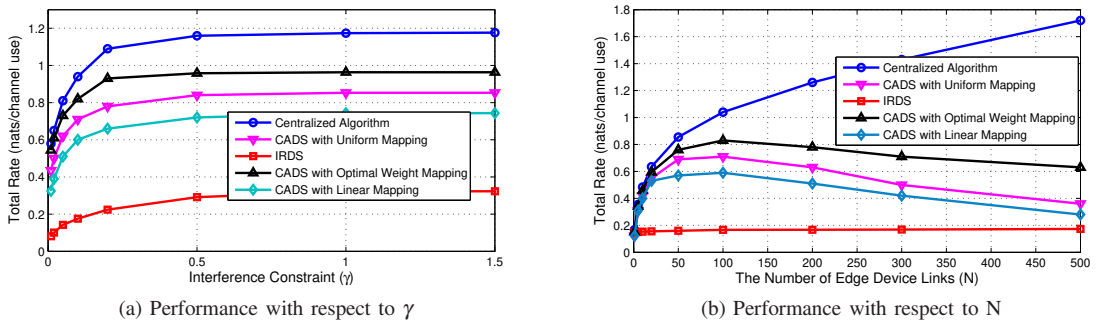 1.2
1
0.8
0.6
0.4
0.2
0
Total Rate (nats/channel use)
0
0.5
1
1.5
Interference Constraint (γ)
Centralized Algorithm
CADS with Uniform Mapping
IRDS
CADS with Optimal Weight Mapping
CADS with Linear Mapping
(a) Performance with respect to γ
1.8
1.6
1.4
1.2
1
0.8
0.6
0.4
0.2
0
Total Rate (nats/channel use)
0
50
100
150
200
250
300
350
400
450
500
The Number of Edge Device Links (N)
Centralized Algorithm
CADS with Uniform Mapping
IRDS
CADS with Optimal Weight Mapping
CADS with Linear Mapping
(b) Performance with respect to N